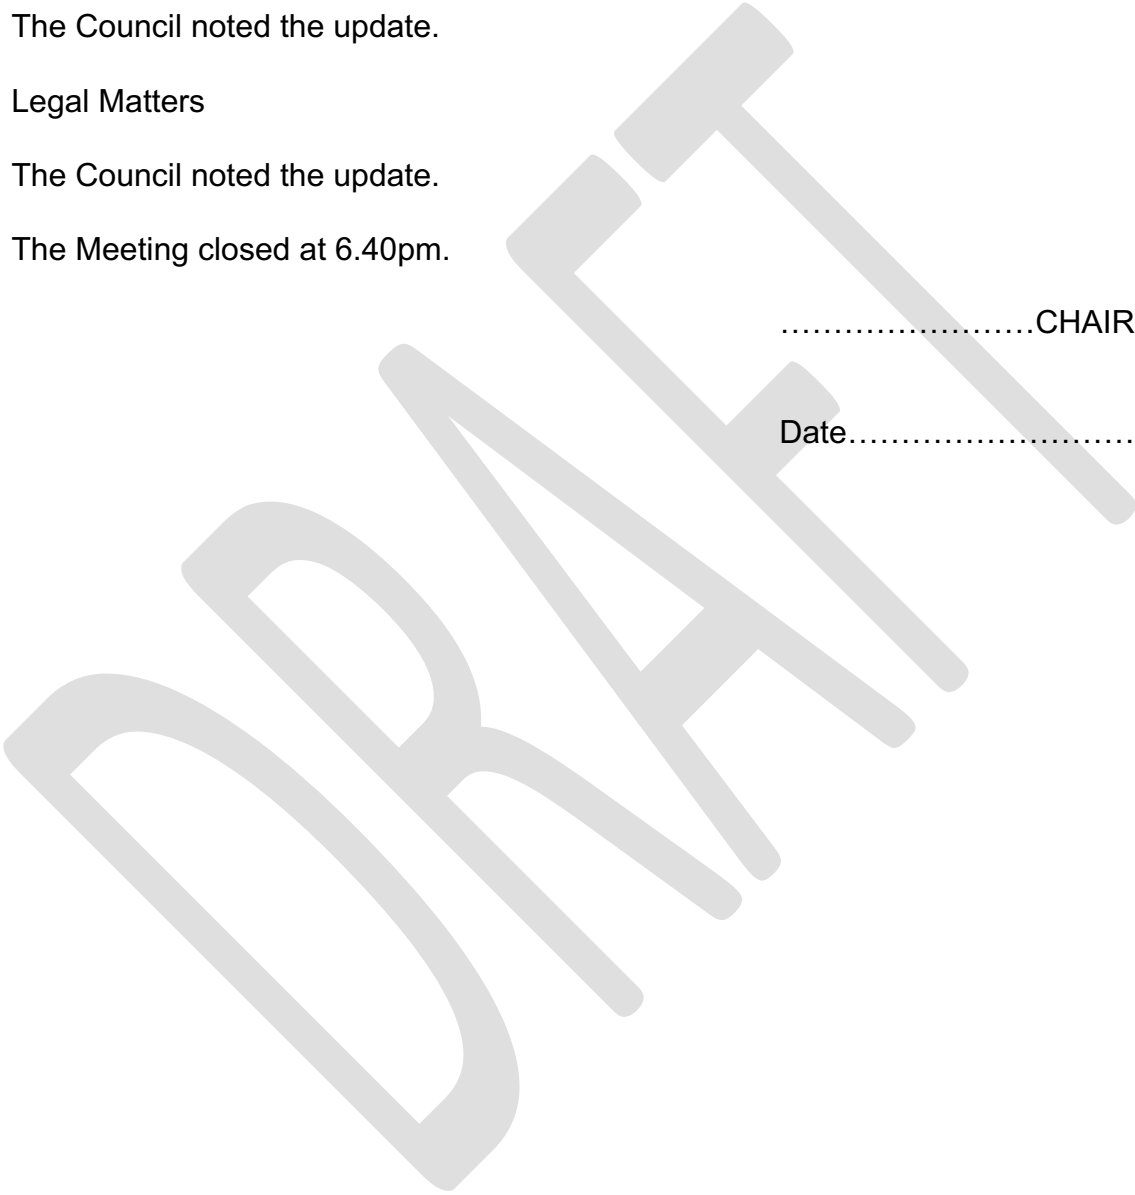 The Council noted the update.
Legal Matters
The Council noted the update.
The Meeting closed at 6.40pm.
……………………CHAIR
Date………………………
DRAFT